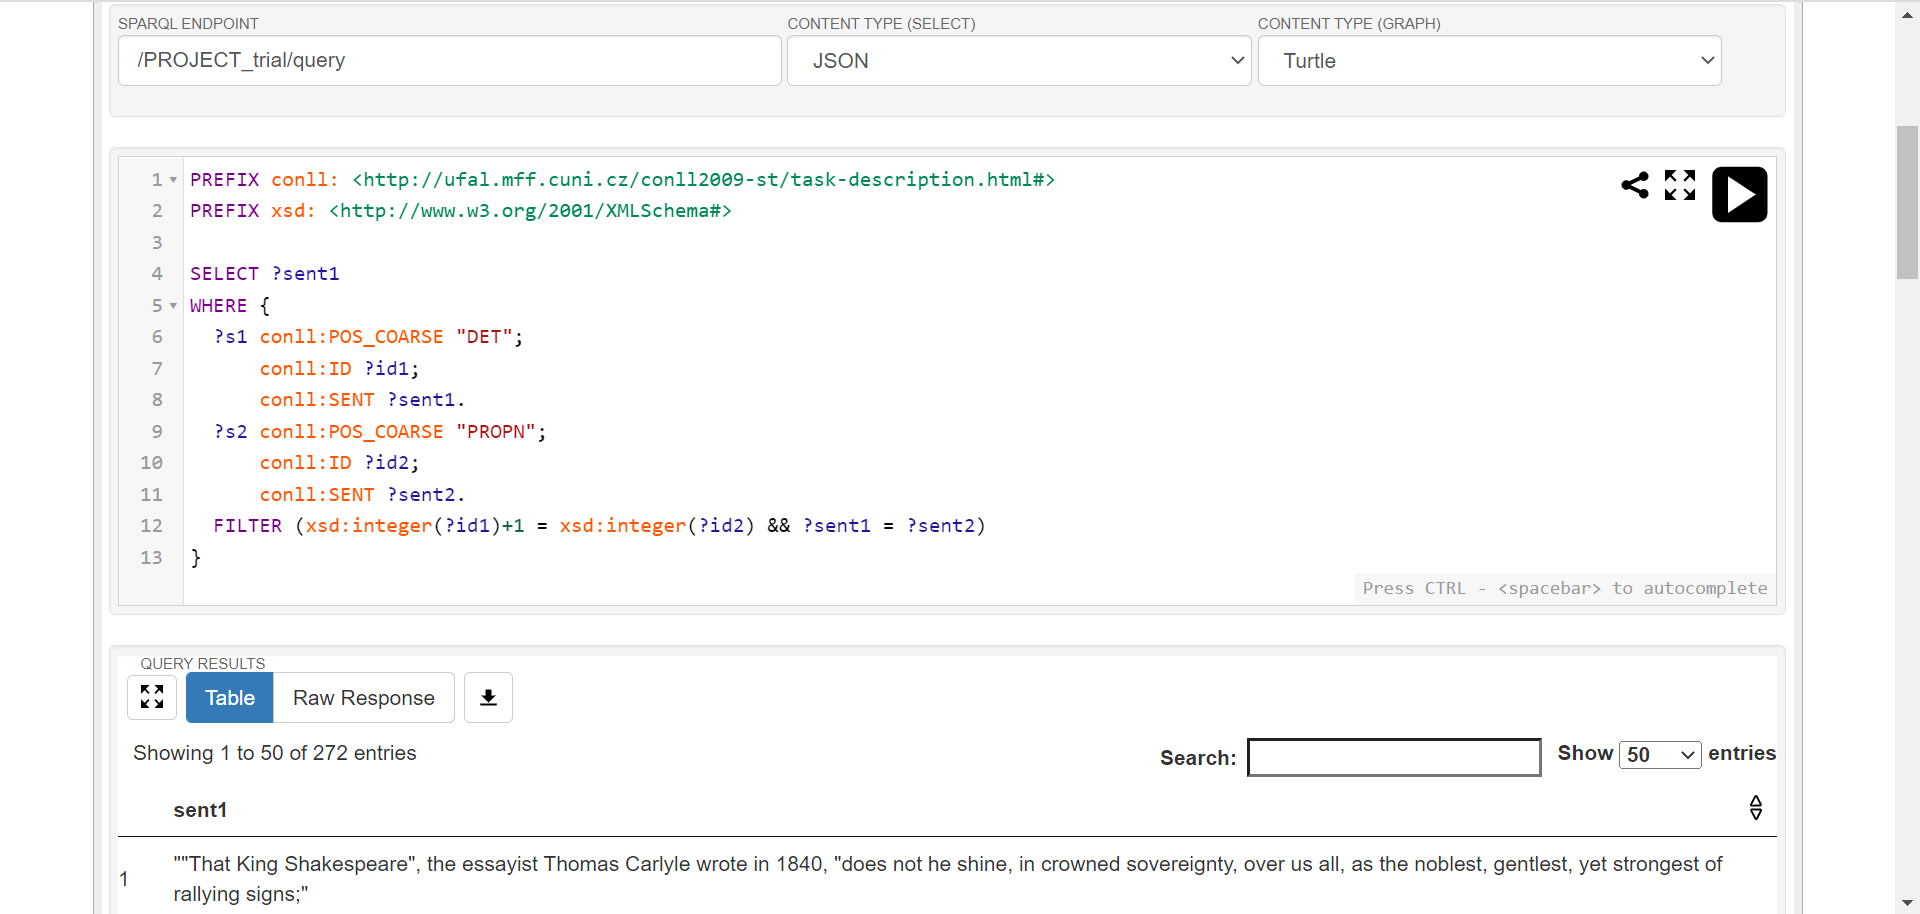 SPARQL ENDPOINT CONTENT TYPE (SELECT) CONTENT TYPE (GRAPH)
/PROJECT_trial/query JSON Turtle
1 PREFIX conll: <http://ufal.mff.cuni.cz/conll2009-st/task-description.html#>
2 PREFIX xsd: <http://www.w3.org/2001/XMLSchema#>
3
4 SELECT ?sent1
5 WHERE {
6 ?s1 conll:POS_COARSE "DET";
7 conll:ID ?id1;
8 conll:SENT ?sent1.
9 ?s2 conll:POS_COARSE "PROPN";
10 conll:ID ?id2;
11 conll:SENT ?sent2.
12 FILTER (xsd:integer(?id1)+1 = xsd:integer(?id2) && ?sent1 = ?sent2)
13 }
Press CTRL - <spacebar> to autocomplete
QUERY RESULTS
Table Raw Response
Showing 1 to 50 of 272 entries Search: Show 50 entries
sent1
1 ""That King Shakespeare", the essayist Thomas Carlyle wrote in 1840, "does not he shine, in crowned sovereignty, over us all, as the noblest, gentlest, yet strongest of
rallying signs;"